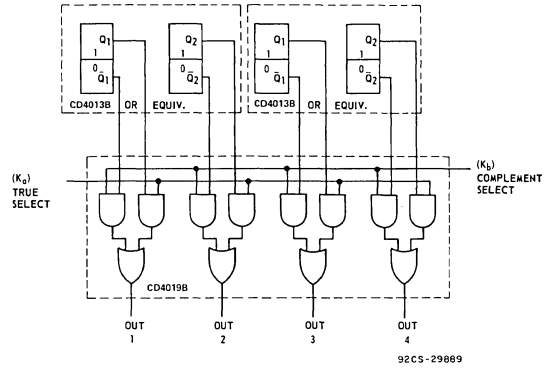 Q1 Q2 Q1 Q2
1 1 1 1
0 0 0 0
Q̄1 Q̄2 Q̄1 Q̄2
CD4013B OR EQUIV. CD4013B OR EQUIV.
(Ka)
TRUE
SELECT
(Kb)
COMPLEMENT
SELECT
CD4019B
OUT OUT OUT OUT
1 2 3 4
92CS-29889